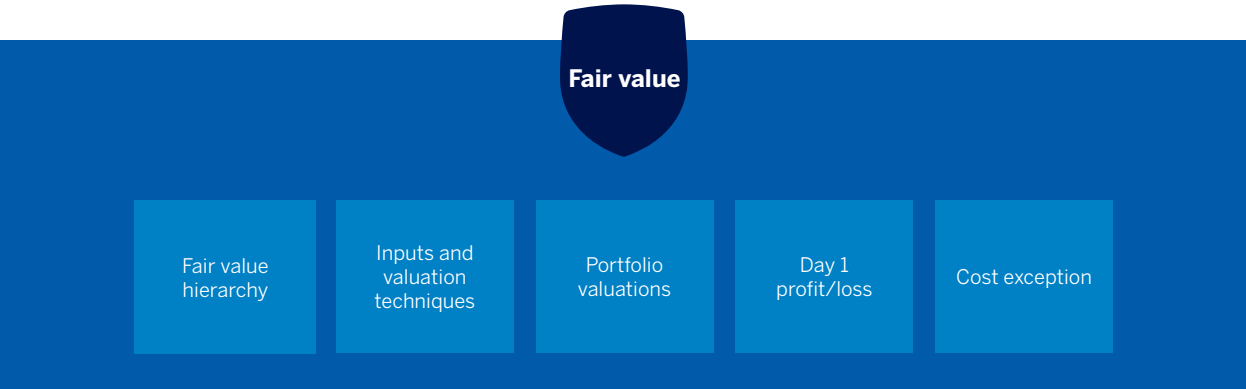 Fair value
Fair value
hierarchy
Inputs and
valuation
techniques
Portfolio
valuations
Day 1
profit/loss
Cost exception